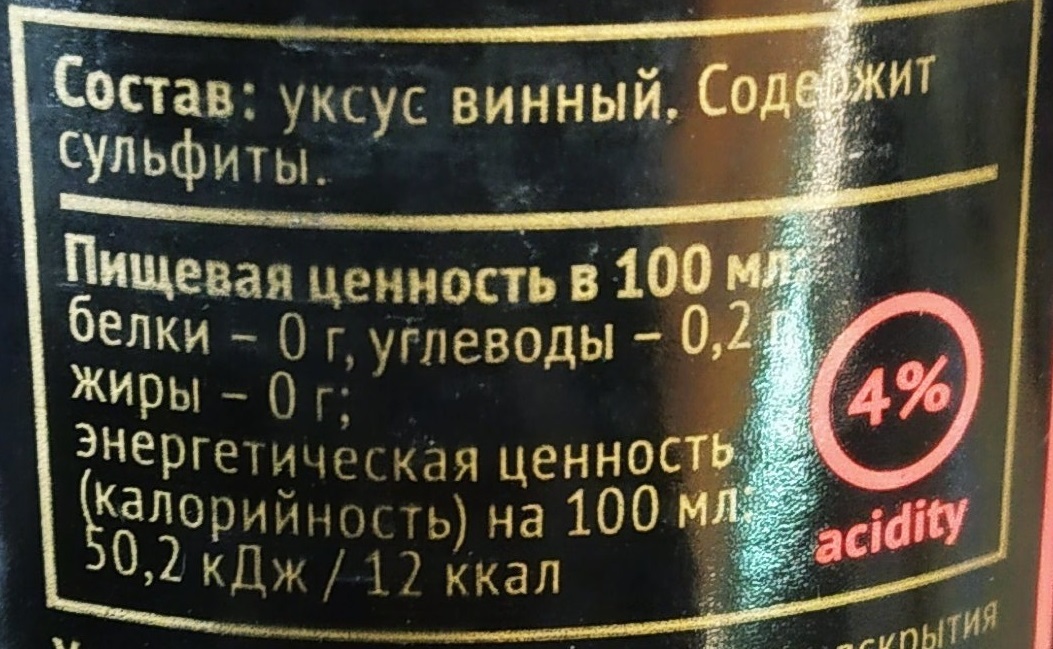 Состав: уксус винный. Содержит
сульфиты.
Пищевая ценность в 100 мл:
белки – 0 г, углеводы – 0,2 г,
жиры – 0 г;
энергетическая ценность
(калорийность) на 100 мл:
50,2 кДж / 12 ккал
4%
acidity